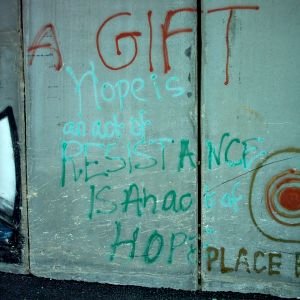 A GIFT
Hope is
an act of
RESISTANCE
IS AN act of
HOPE
PLACE